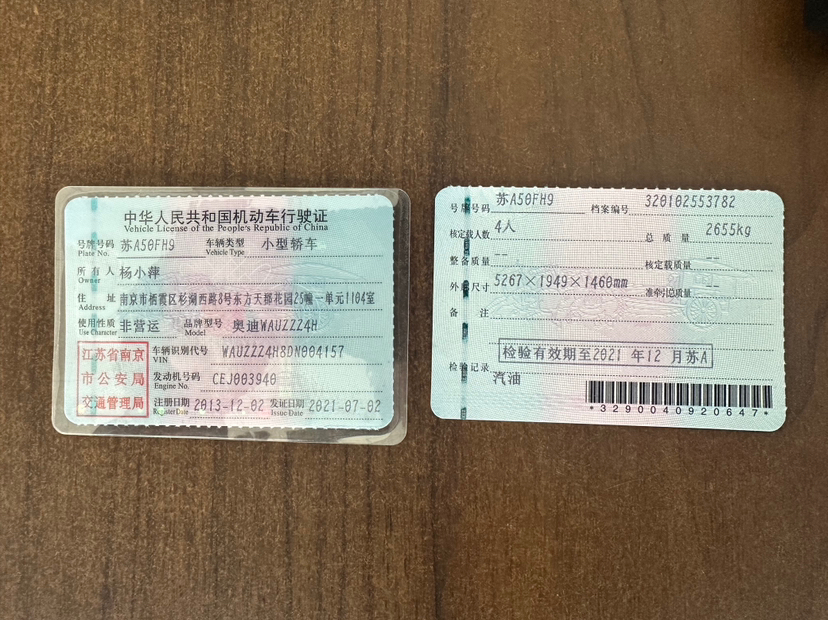 中华人民共和国机动车行驶证
Vehicle License of the People's Republic of China
号牌号码 苏A50FH9 车辆类型 小型轿车
Plate No. Vehicle Type
所有人 杨小萍
Owner
住址 南京市栖霞区杉湖西路8号东方天郡花园25幢一单元1104室
Address
使用性质 非营运 品牌型号 奥迪WAUZZZ4H
Use Character Model
江苏省南京
市公安局
交通管理局
车辆识别代号 WAUZZZ4H8DN004157
VIN
发动机号码 CEJ003940
Engine No.
注册日期 2013-12-02 发证日期 2021-07-02
Register Date Issue Date
号牌号码 苏A50FH9 档案编号 320102553782
核定载人数 4人 总质量 2655kg
整备质量 -- 核定载质量 --
外廓尺寸 5267×1949×1460mm 准牵引总质量 --
备注
检验有效期至2021年12月苏A
检验记录
汽油
*3290040920647*